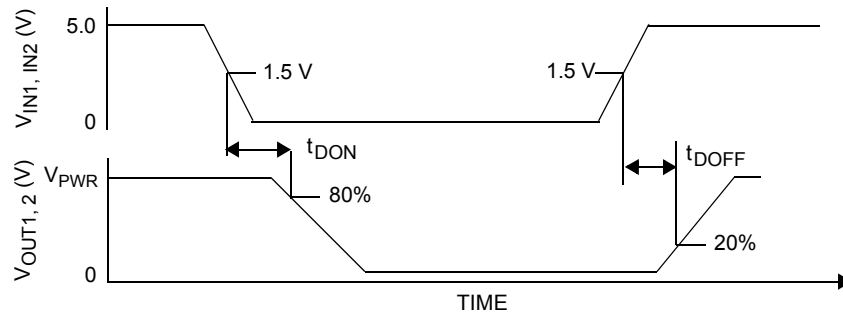 5.0
V_IN1, IN2 (V)
1.5 V
1.5 V
0
t_DON
t_DOFF
V_PWR
V_OUT1, 2 (V)
80%
20%
0
TIME